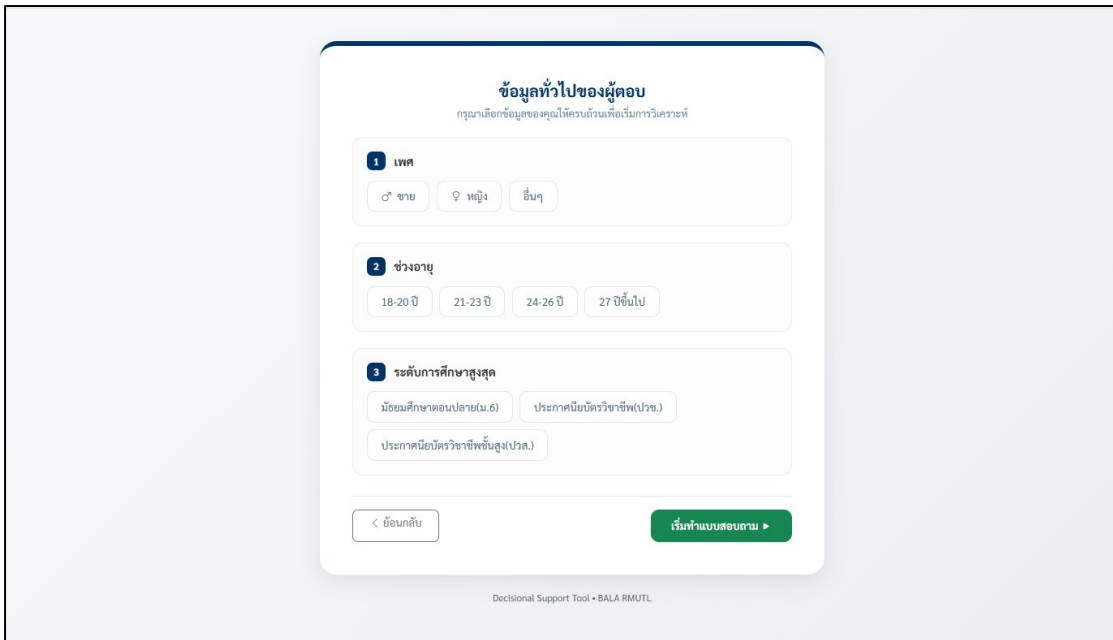 ข้อมูลทั่วไปของผู้ตอบ
กรุณาเลือกข้อมูลของคุณให้ครบถ้วนเพื่อเริ่มการวิเคราะห์
1 เพศ
♂ ชาย ♀ หญิง อื่นๆ
2 ช่วงอายุ
18-20 ปี 21-23 ปี 24-26 ปี 27 ปีขึ้นไป
3 ระดับการศึกษาสูงสุด
มัธยมศึกษาตอนปลาย(ม.6) ประกาศนียบัตรวิชาชีพ(ปวช.)
ประกาศนียบัตรวิชาชีพชั้นสูง(ปวส.)
< ย้อนกลับ เริ่มทำแบบสอบถาม ►
Decisional Support Tool • BALA RMUTL